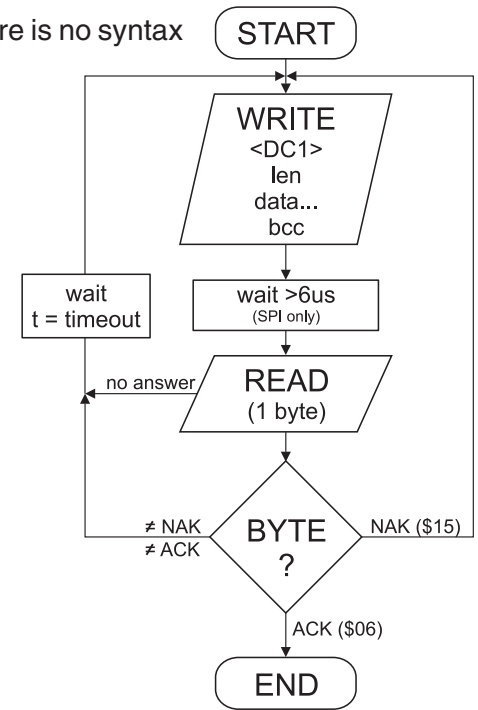 re is no syntax
START
WRITE
<DC1>
len
data...
bcc
wait
t = timeout
wait >6us
(SPI only)
no answer
READ
(1 byte)
≠ NAK
≠ ACK
BYTE
?
NAK ($15)
ACK ($06)
END